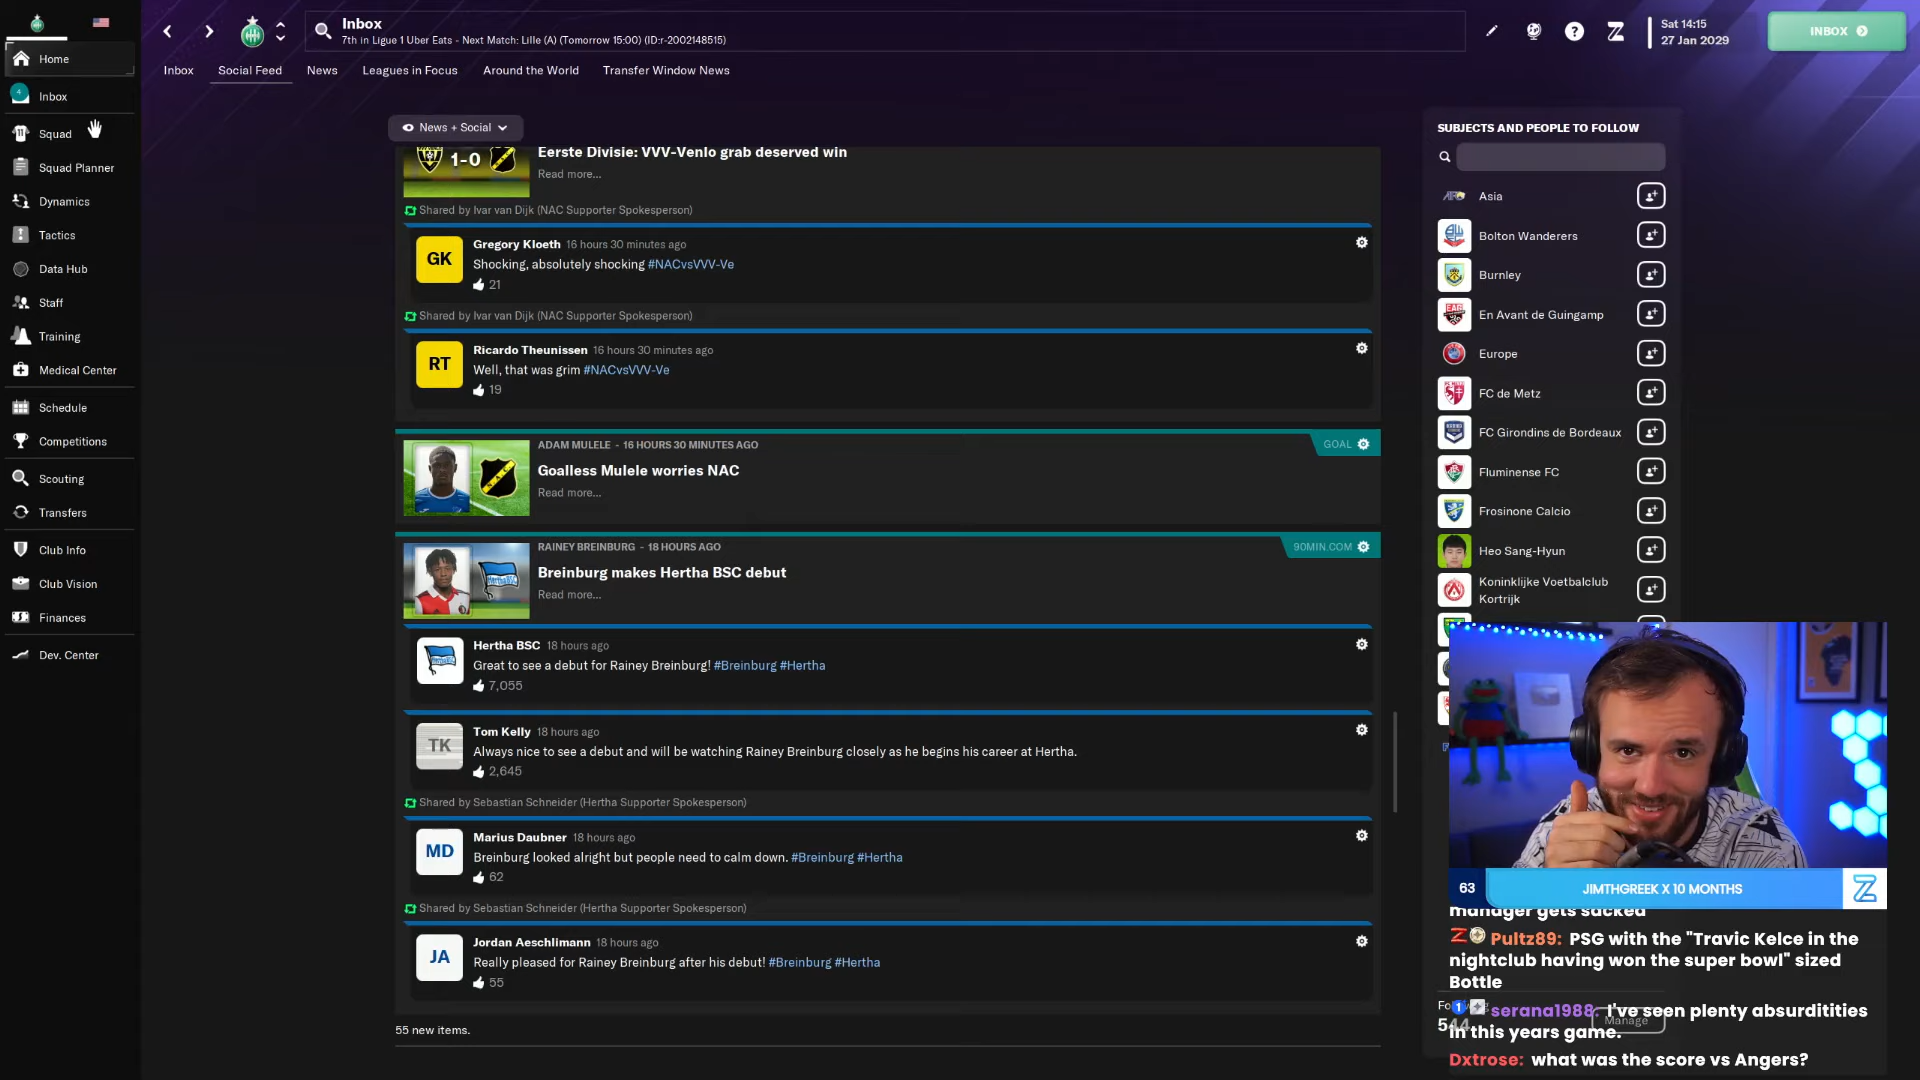 Inbox
7th in Ligue 1 Uber Eats - Next Match: Lille (A) (Tomorrow 15:00) (ID:r-2002148515)
Sat 14:15
27 Jan 2029
INBOX
Inbox
Social Feed
News
Leagues in Focus
Around the World
Transfer Window News
Home
4
Inbox
Squad
Squad Planner
Dynamics
Tactics
Data Hub
Staff
Training
Medical Center
Schedule
Competitions
Scouting
Transfers
Club Info
Club Vision
Finances
Dev. Center
News + Social
1-0
Eerste Divisie: VVV-Venlo grab deserved win
Read more...
Shared by Ivar van Dijk (NAC Supporter Spokesperson)
GK
Gregory Kloeth 16 hours 30 minutes ago
Shocking, absolutely shocking #NACvsVVV-Ve
21
Shared by Ivar van Dijk (NAC Supporter Spokesperson)
RT
Ricardo Theunissen 16 hours 30 minutes ago
Well, that was grim #NACvsVVV-Ve
19
ADAM MULELE - 16 HOURS 30 MINUTES AGO
GOAL
Goalless Mulele worries NAC
Read more...
RAINEY BREINBURG - 18 HOURS AGO
90MIN.COM
Breinburg makes Hertha BSC debut
Read more...
Hertha BSC 18 hours ago
Great to see a debut for Rainey Breinburg! #Breinburg #Hertha
7,055
TK
Tom Kelly 18 hours ago
Always nice to see a debut and will be watching Rainey Breinburg closely as he begins his career at Hertha.
2,645
Shared by Sebastian Schneider (Hertha Supporter Spokesperson)
MD
Marius Daubner 18 hours ago
Breinburg looked alright but people need to calm down. #Breinburg #Hertha
62
Shared by Sebastian Schneider (Hertha Supporter Spokesperson)
JA
Jordan Aeschlimann 18 hours ago
Really pleased for Rainey Breinburg after his debut! #Breinburg #Hertha
55
55 new items.
SUBJECTS AND PEOPLE TO FOLLOW
Asia
Bolton Wanderers
Burnley
En Avant de Guingamp
Europe
FC de Metz
FC Girondins de Bordeaux
Fluminense FC
Frosinone Calcio
Heo Sang-Hyun
Koninklijke Voetbalclub
Kortrijk
63
JIMTHGREEK X 10 MONTHS
manager gets sacked
Pultz89: PSG with the "Travic Kelce in the
nightclub having won the super bowl" sized
Bottle
serana1988: I've seen plenty absurditities
in this years game.
Manage
Dxtrose: what was the score vs Angers?